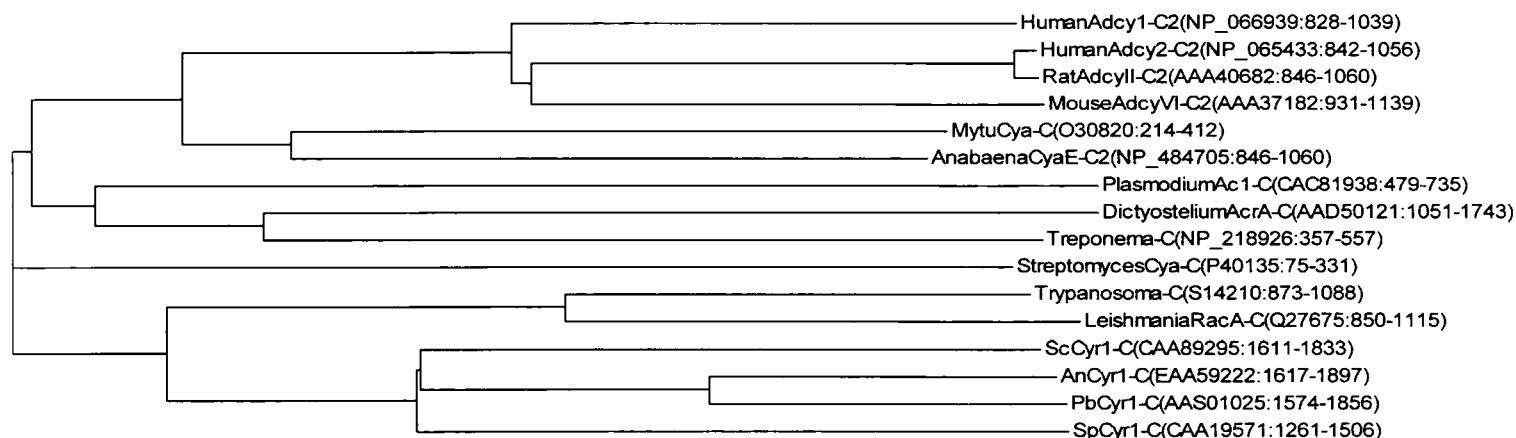 HumanAdcy1-C2(NP_066939:828-1039)
HumanAdcy2-C2(NP_065433:842-1056)
RatAdcyII-C2(AAA40682:846-1060)
MouseAdcyVI-C2(AAA37182:931-1139)
MytuCya-C(O30820:214-412)
AnabaenaCyaE-C2(NP_484705:846-1060)
PlasmodiumAc1-C(CAC81938:479-735)
DictyosteliumAcrA-C(AAD50121:1051-1743)
Treponema-C(NP_218926:357-557)
StreptomycesCya-C(P40135:75-331)
Trypanosoma-C(S14210:873-1088)
LeishmaniaRacA-C(Q27675:850-1115)
ScCyr1-C(CAA89295:1611-1833)
AnCyr1-C(EAA59222:1617-1897)
PbCyr1-C(AAS01025:1574-1856)
SpCyr1-C(CAA19571:1261-1506)